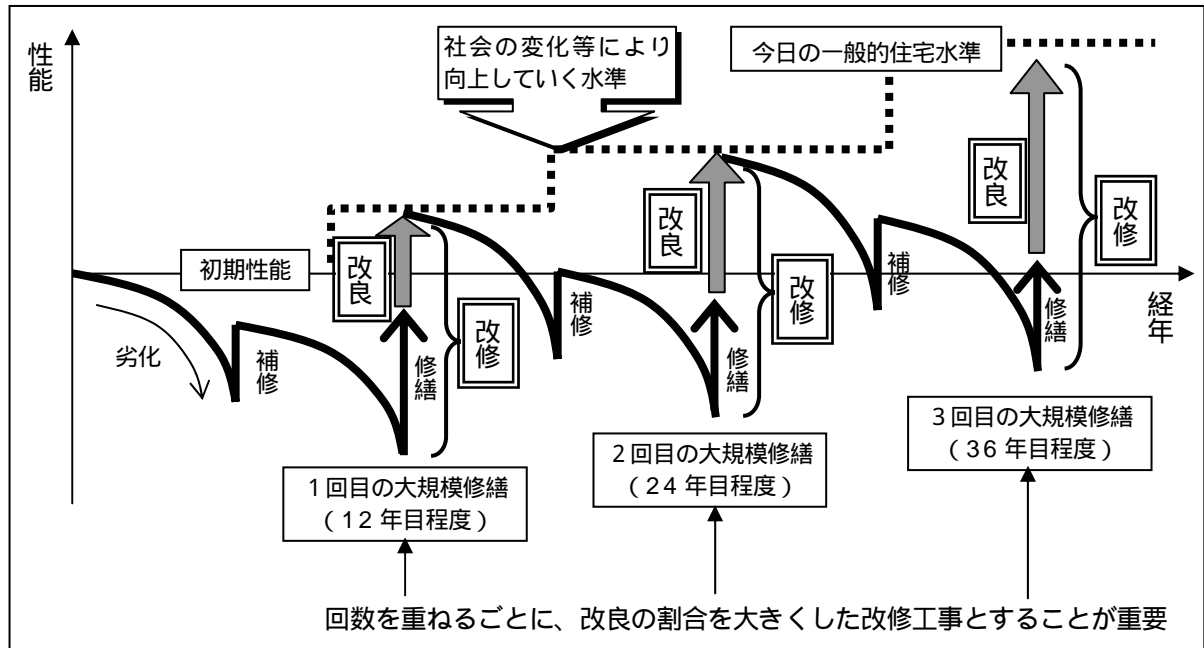 性能
社会の変化等により
向上していく水準
今日の一般的住宅水準
初期性能
劣化
補修
改良
修繕
改修
補修
改良
修繕
改修
補修
改良
修繕
改修
経年
1回目の大規模修繕
(12年目程度)
2回目の大規模修繕
(24年目程度)
3回目の大規模修繕
(36年目程度)
回数を重ねるごとに、改良の割合を大きくした改修工事とすることが重要